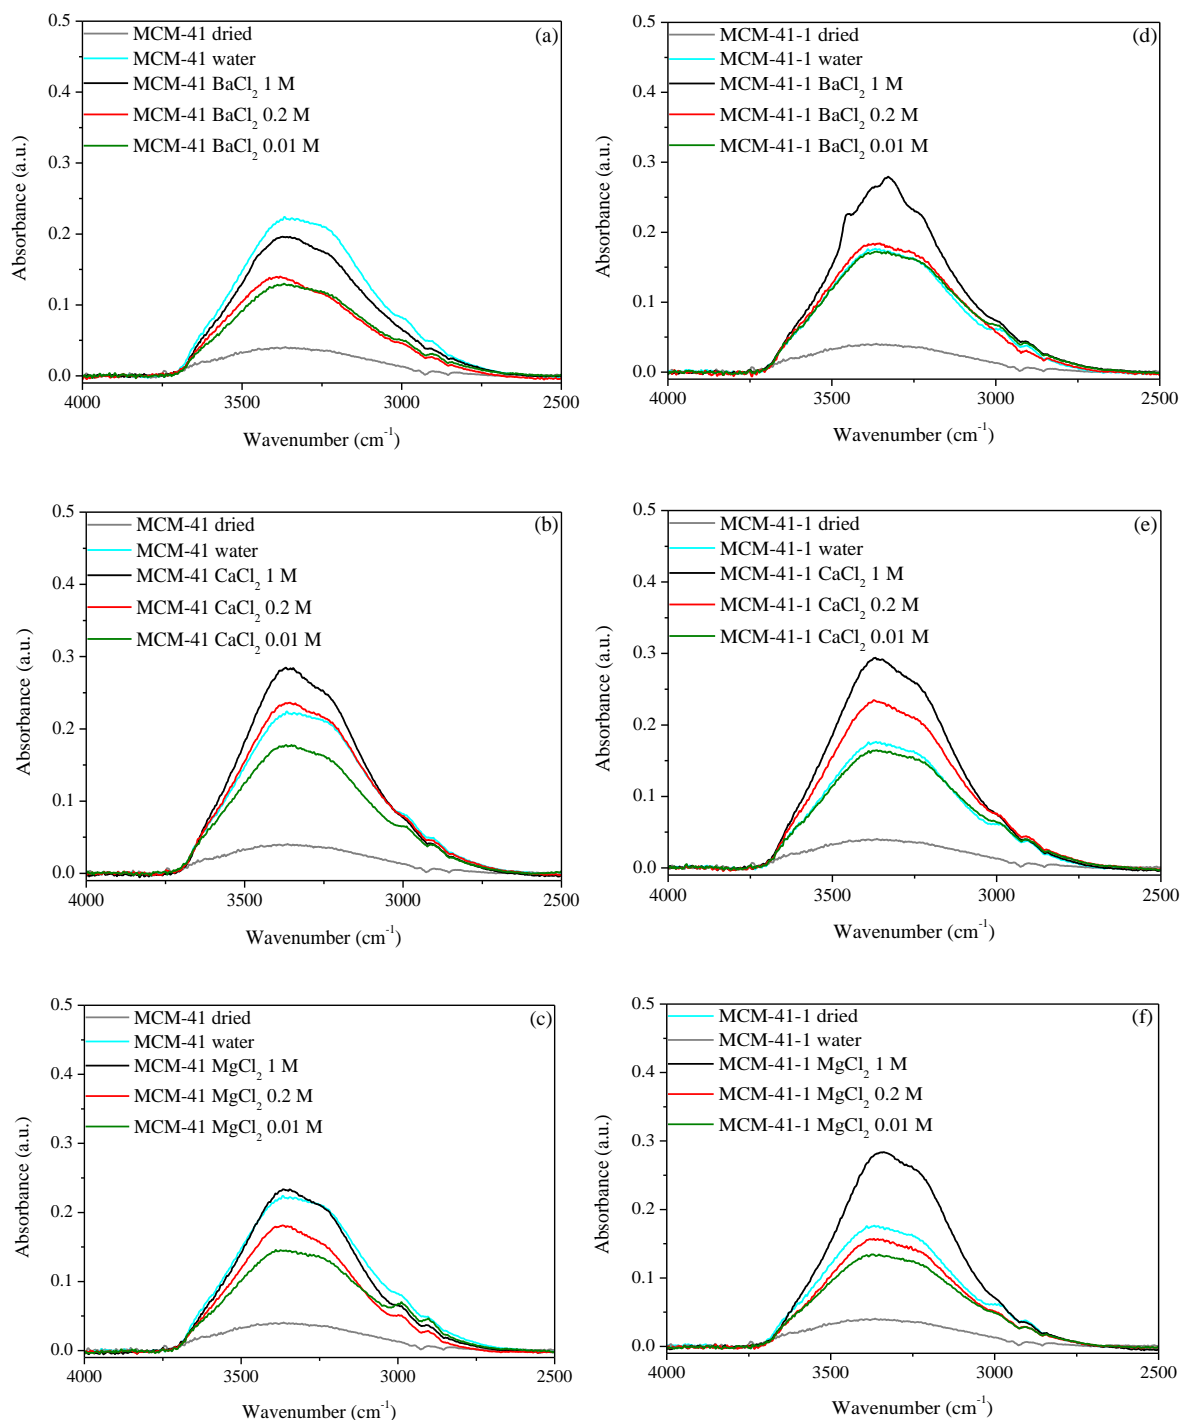 0.5
0.4
0.3
0.2
0.1
0.0
Absorbance (a.u.)
MCM-41 dried
MCM-41 water
MCM-41 BaCl₂ 1 M
MCM-41 BaCl₂ 0.2 M
MCM-41 BaCl₂ 0.01 M
(a)
4000 3500 3000 2500
Wavenumber (cm⁻¹)
0.5
0.4
0.3
0.2
0.1
0.0
Absorbance (a.u.)
MCM-41-1 dried
MCM-41-1 water
MCM-41-1 BaCl₂ 1 M
MCM-41-1 BaCl₂ 0.2 M
MCM-41-1 BaCl₂ 0.01 M
(d)
4000 3500 3000 2500
Wavenumber (cm⁻¹)
0.5
0.4
0.3
0.2
0.1
0.0
Absorbance (a.u.)
MCM-41 dried
MCM-41 water
MCM-41 CaCl₂ 1 M
MCM-41 CaCl₂ 0.2 M
MCM-41 CaCl₂ 0.01 M
(b)
4000 3500 3000 2500
Wavenumber (cm⁻¹)
0.5
0.4
0.3
0.2
0.1
0.0
Absorbance (a.u.)
MCM-41-1 dried
MCM-41-1 water
MCM-41-1 CaCl₂ 1 M
MCM-41-1 CaCl₂ 0.2 M
MCM-41-1 CaCl₂ 0.01 M
(e)
4000 3500 3000 2500
Wavenumber (cm⁻¹)
0.5
0.4
0.3
0.2
0.1
0.0
Absorbance (a.u.)
MCM-41 dried
MCM-41 water
MCM-41 MgCl₂ 1 M
MCM-41 MgCl₂ 0.2 M
MCM-41 MgCl₂ 0.01 M
(c)
4000 3500 3000 2500
Wavenumber (cm⁻¹)
0.5
0.4
0.3
0.2
0.1
0.0
Absorbance (a.u.)
MCM-41-1 dried
MCM-41-1 water
MCM-41-1 MgCl₂ 1 M
MCM-41-1 MgCl₂ 0.2 M
MCM-41-1 MgCl₂ 0.01 M
(f)
4000 3500 3000 2500
Wavenumber (cm⁻¹)